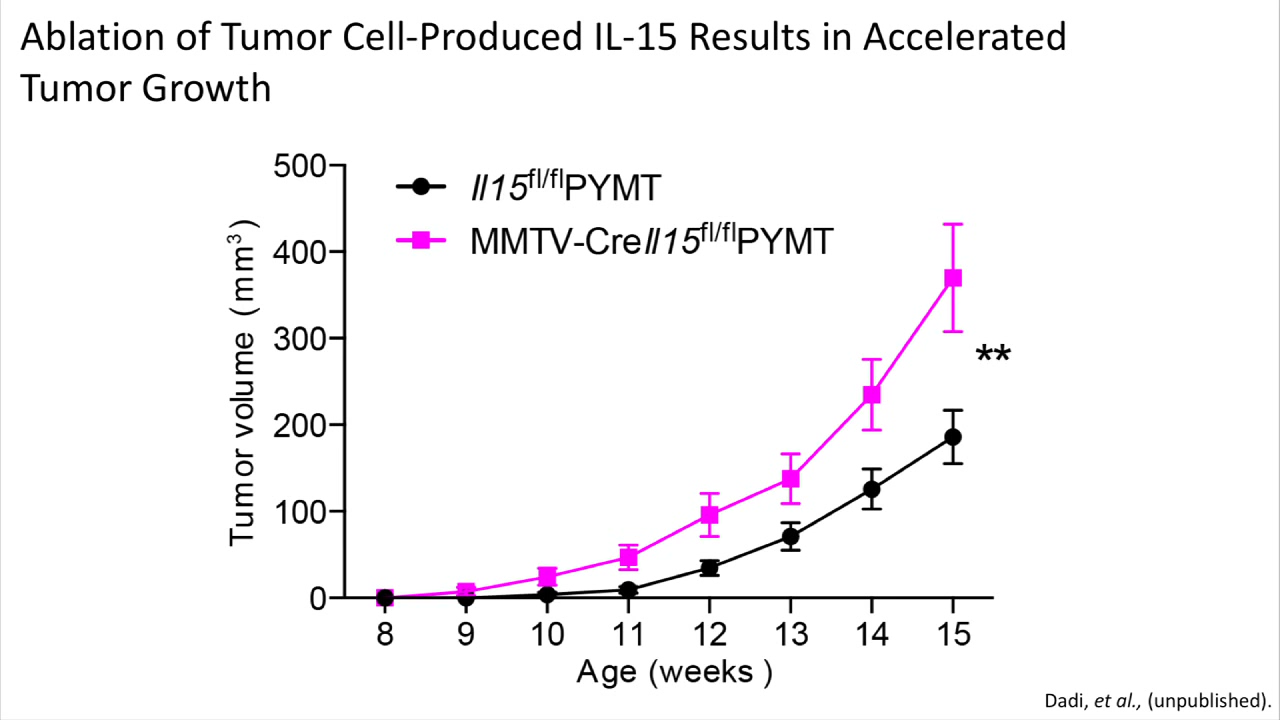 Ablation of Tumor Cell-Produced IL-15 Results in Accelerated
Tumor Growth
500
Il15fl/flPYMT
MMTV-CreIl15fl/flPYMT
400
300
200
100
0
Tumor volume (mm3)
**
8 9 10 11 12 13 14 15
Age (weeks )
Dadi, et al., (unpublished).